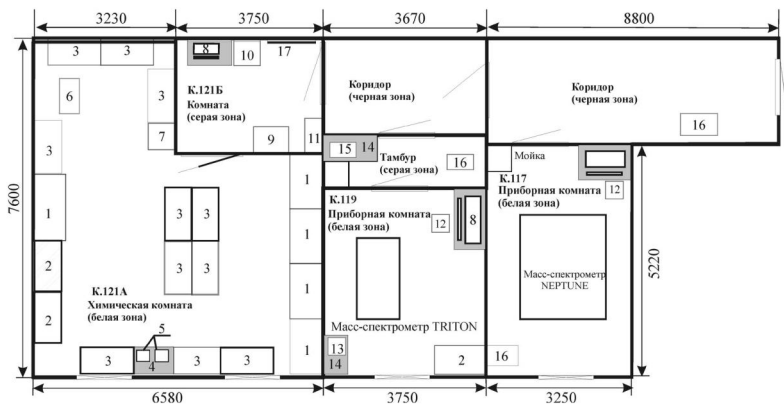 3230
3750
3670
8800
7600
3
3
3
6
7
3
1
2
2
8
10
17
К.121Б
Комната
(серая зона)
9
11
Коридор
(черная зона)
Коридор
(черная зона)
16
15
14
Тамбур
(серая зона)
16
Мойка
К.117
Приборная комната
(белая зона)
12
Масс-спектрометр
NEPTUNE
5220
К.119
Приборная комната
(белая зона)
12
8
Масс-спектрометр TRITON
13
14
2
16
1
1
1
1
3
3
3
3
К.121А
Химическая комната
(белая зона)
5
3
4
3
3
6580
3750
3250